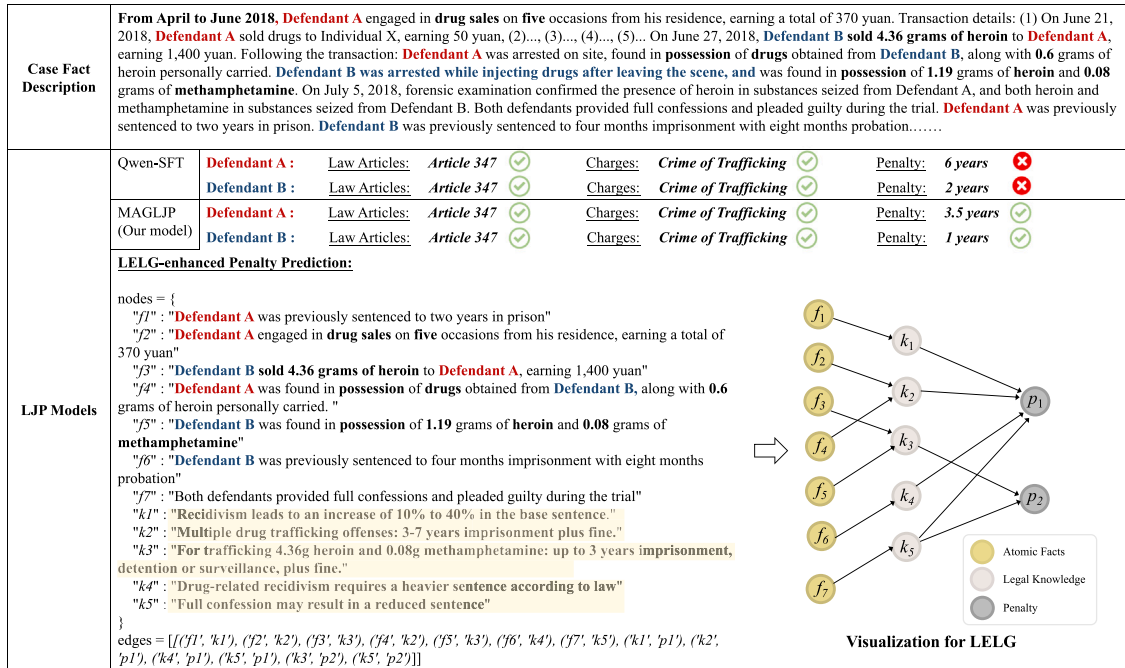 Case Fact
Description
From April to June 2018, Defendant A engaged in drug sales on five occasions from his residence, earning a total of 370 yuan. Transaction details: (1) On June 21,
2018, Defendant A sold drugs to Individual X, earning 50 yuan, (2)..., (3)..., (4)..., (5)... On June 27, 2018, Defendant B sold 4.36 grams of heroin to Defendant A,
earning 1,400 yuan. Following the transaction: Defendant A was arrested on site, found in possession of drugs obtained from Defendant B, along with 0.6 grams of
heroin personally carried. Defendant B was arrested while injecting drugs after leaving the scene, and was found in possession of 1.19 grams of heroin and 0.08
grams of methamphetamine. On July 5, 2018, forensic examination confirmed the presence of heroin in substances seized from Defendant A, and both heroin and
methamphetamine in substances seized from Defendant B. Both defendants provided full confessions and pleaded guilty during the trial. Defendant A was previously
sentenced to two years in prison. Defendant B was previously sentenced to four months imprisonment with eight months probation.……
LJP Models
Qwen-SFT
Defendant A : Law Articles: Article 347 Charges: Crime of Trafficking Penalty: 6 years
Defendant B : Law Articles: Article 347 Charges: Crime of Trafficking Penalty: 2 years
MAGLJP
(Our model)
Defendant A : Law Articles: Article 347 Charges: Crime of Trafficking Penalty: 3.5 years
Defendant B : Law Articles: Article 347 Charges: Crime of Trafficking Penalty: 1 years
LELG-enhanced Penalty Prediction:
nodes = {
"f1" : "Defendant A was previously sentenced to two years in prison"
"f2" : "Defendant A engaged in drug sales on five occasions from his residence, earning a total of
370 yuan"
"f3" : "Defendant B sold 4.36 grams of heroin to Defendant A, earning 1,400 yuan"
"f4" : "Defendant A was found in possession of drugs obtained from Defendant B, along with 0.6
grams of heroin personally carried. "
"f5" : "Defendant B was found in possession of 1.19 grams of heroin and 0.08 grams of
methamphetamine"
"f6" : "Defendant B was previously sentenced to four months imprisonment with eight months
probation"
"f7" : "Both defendants provided full confessions and pleaded guilty during the trial"
"k1" : "Recidivism leads to an increase of 10% to 40% in the base sentence."
"k2" : "Multiple drug trafficking offenses: 3-7 years imprisonment plus fine."
"k3" : "For trafficking 4.36g heroin and 0.08g methamphetamine: up to 3 years imprisonment,
detention or surveillance, plus fine."
"k4" : "Drug-related recidivism requires a heavier sentence according to law"
"k5" : "Full confession may result in a reduced sentence"
}
edges = [[('f1', 'k1'), ('f2', 'k2'), ('f3', 'k3'), ('f4', 'k2'), ('f5', 'k3'), ('f6', 'k4'), ('f7', 'k5'), ('k1', 'p1'), ('k2',
'p1'), ('k4', 'p1'), ('k5', 'p1'), ('k3', 'p2'), ('k5', 'p2')]]
f1
f2
f3
f4
f5
f6
f7
k1
k2
k3
k4
k5
p1
p2
Atomic Facts
Legal Knowledge
Penalty
Visualization for LELG